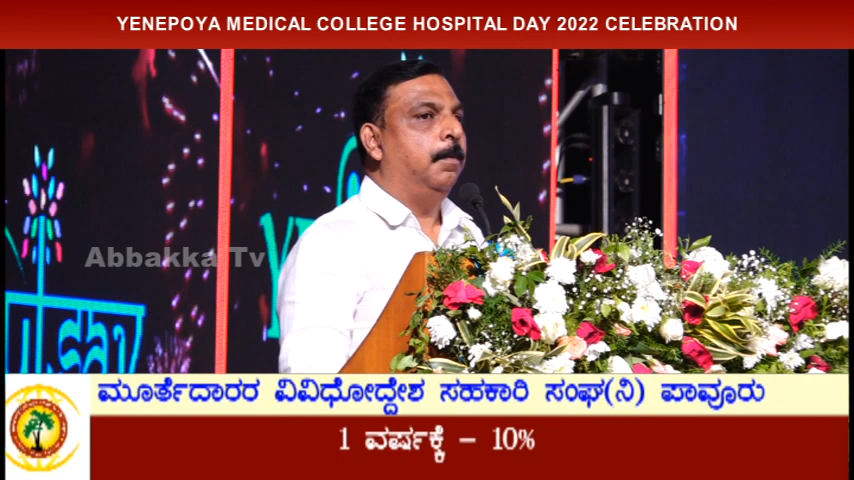 YENEPOYA MEDICAL COLLEGE HOSPITAL DAY 2022 CELEBRATION
Abbakka Tv
ಮೂರ್ತೆದಾರರ ವಿವಿಧೋದ್ದೇಶ ಸಹಕಾರಿ ಸಂಘ(ನಿ) ಪಾವೂರು
1 ವರ್ಷಕ್ಕೆ – 10%